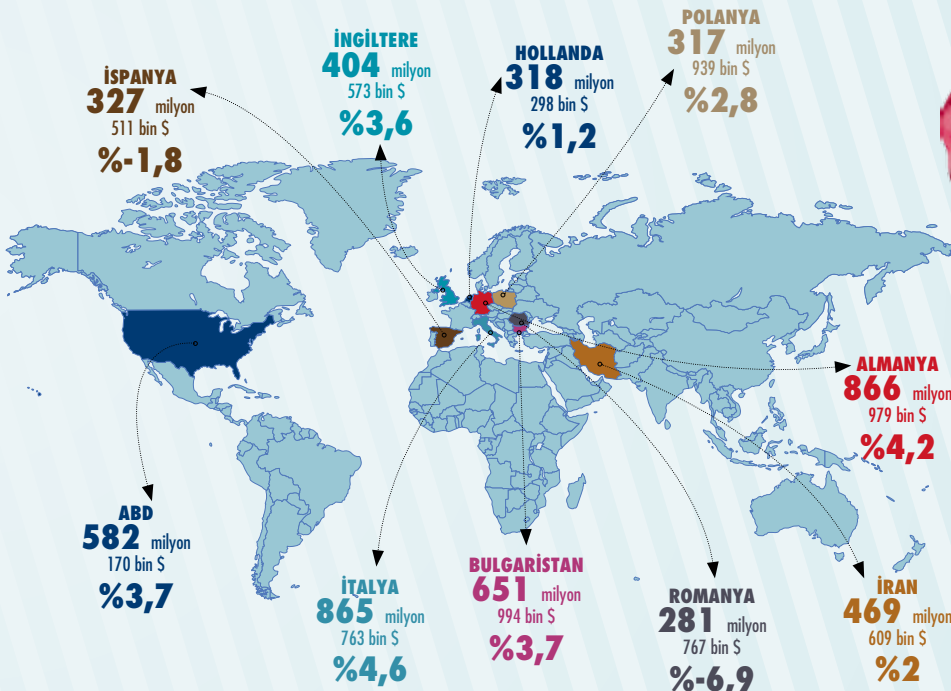 İSPANYA
327 milyon
511 bin $
%-1,8
İNGİLTERE
404 milyon
573 bin $
%3,6
HOLLANDA
318 milyon
298 bin $
%1,2
POLANYA
317 milyon
939 bin $
%2,8
ALMANYA
866 milyon
979 bin $
%4,2
ABD
582 milyon
170 bin $
%3,7
İTALYA
865 milyon
763 bin $
%4,6
BULGARİSTAN
651 milyon
994 bin $
%3,7
ROMANYA
281 milyon
767 bin $
%-6,9
İRAN
469 milyon
609 bin $
%2